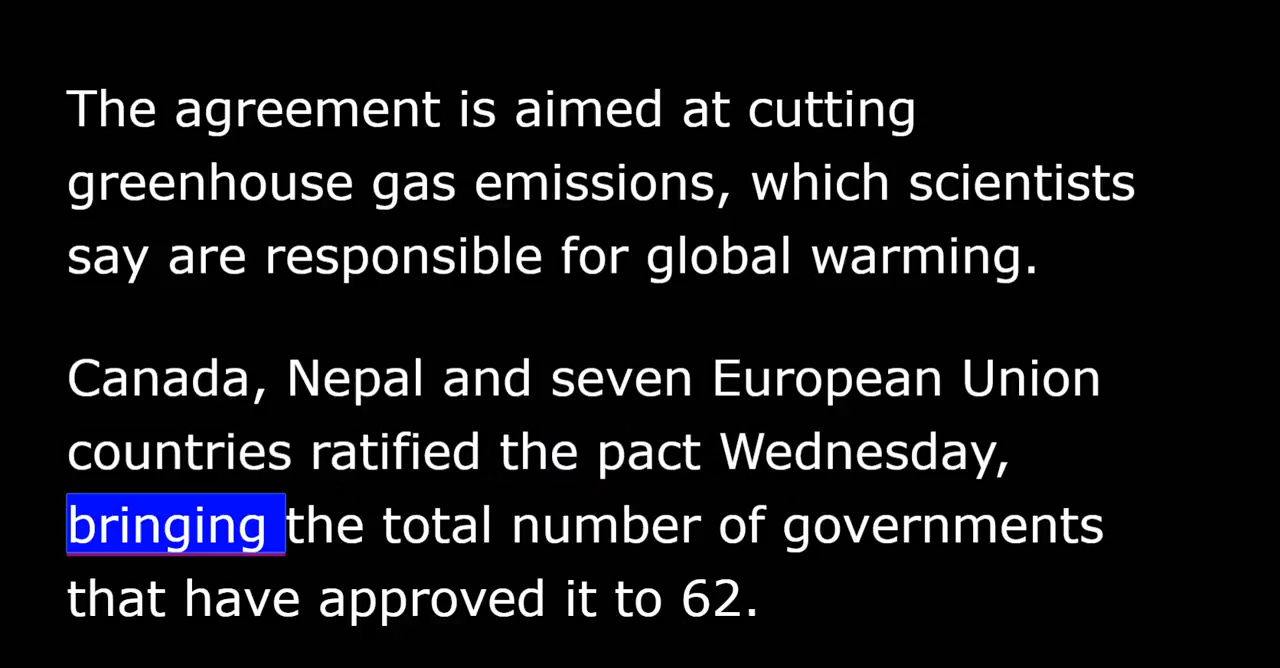 The agreement is aimed at cutting
greenhouse gas emissions, which scientists
say are responsible for global warming.
Canada, Nepal and seven European Union
countries ratified the pact Wednesday,
bringing the total number of governments
that have approved it to 62.